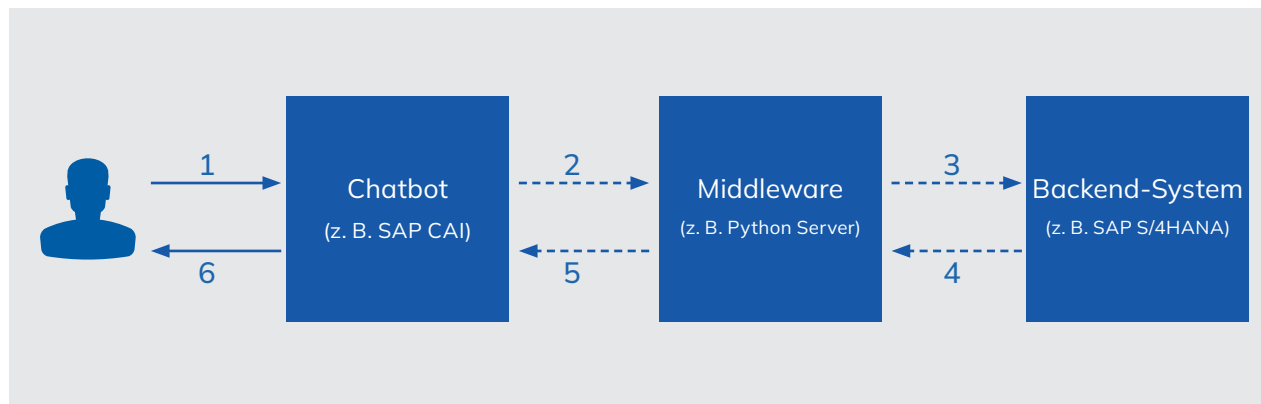 1
2
3
Chatbot
(z. B. SAP CAI)
Middleware
(z. B. Python Server)
Backend-System
(z. B. SAP S/4HANA)
6
5
4